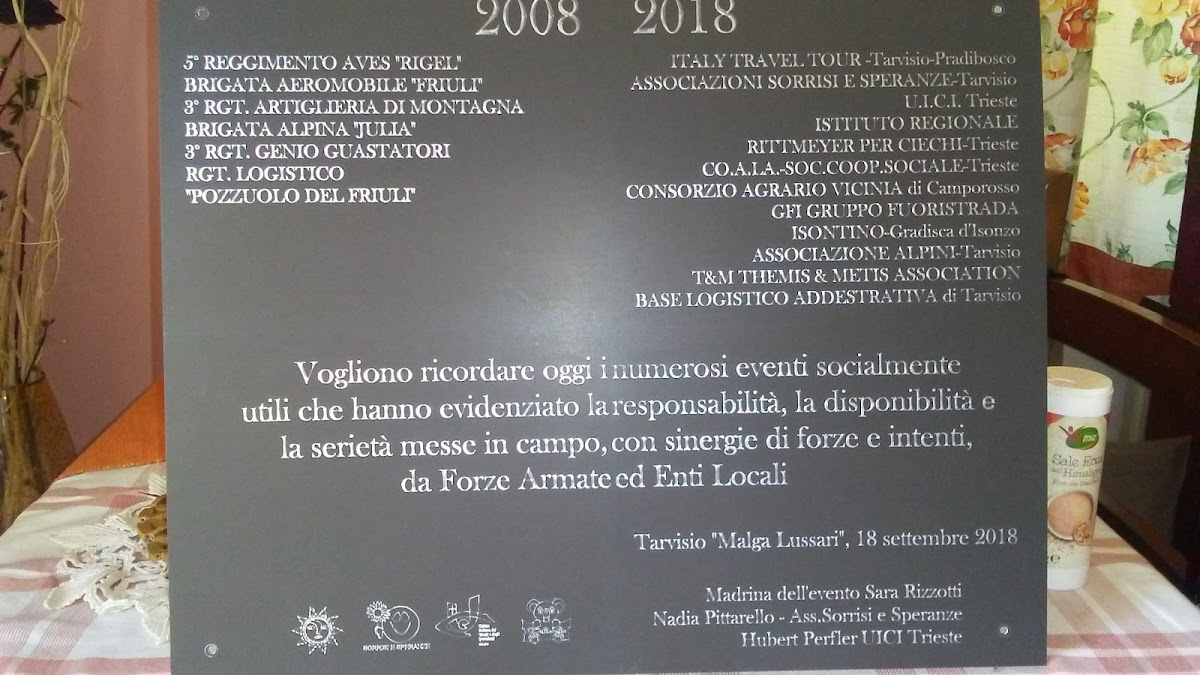 2008 2018
5° REGGIMENTO AVES "RIGEL"
BRIGATA AEROMOBILE "FRIULI"
3° RGT. ARTIGLIERIA DI MONTAGNA
BRIGATA ALPINA "JULIA"
3° RGT. GENIO GUASTATORI
RGT. LOGISTICO
"POZZUOLO DEL FRIULI"
ITALY TRAVEL TOUR -Tarvisio-Pradibosco
ASSOCIAZIONI SORRISI E SPERANZE-Tarvisio
U.I.C.I. Trieste
ISTITUTO REGIONALE
RITTMEYER PER CIECHI-Trieste
CO.A.L.A.-SOC.COOP.SOCIALE-Trieste
CONSORZIO AGRARIO VICINIA di Camporosso
GFI GRUPPO FUORISTRADA
ISONTINO-Gradisca d'Isonzo
ASSOCIAZIONE ALPINI-Tarvisio
T&M THEMIS & METIS ASSOCIATION
BASE LOGISTICO ADDESTRATIVA di Tarvisio
Vogliono ricordare oggi i numerosi eventi socialmente
utili che hanno evidenziato la responsabilità, la disponibilità e
la serietà messe in campo, con sinergie di forze e intenti,
da Forze Armate ed Enti Locali
Tarvisio "Malga Lussari", 18 settembre 2018
Madrina dell'evento Sara Rizzotti
Nadia Pittarello - Ass.Sorrisi e Speranze
Hubert Perfler UICI Trieste
SORRISI E SPERANZE
Sale Rosa